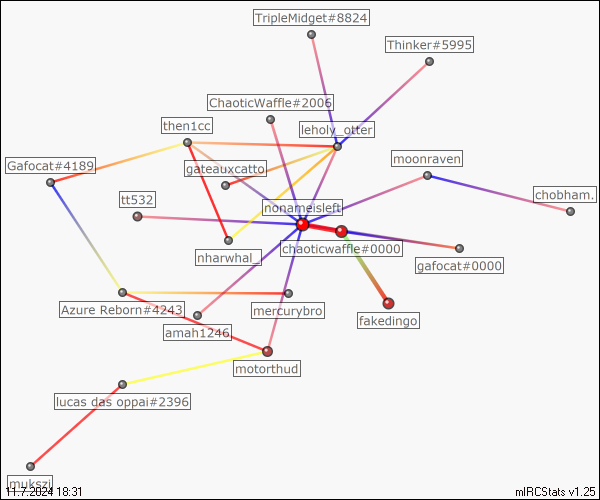 TripleMidget#8824
Thinker#5995
ChaoticWaffle#2006
then1cc
leholy_otter
moonraven
Gafocat#4189
gateauxcatto
chobham.
tt532
nonameisleft
chaoticwaffle#0000
nharwhal_
gafocat#0000
Azure Reborn#4243
mercurybro
fakedingo
amah1246
motorthud
lucas das oppai#2396
mukszi
11.7.2024 18:31
mIRCStats v1.25